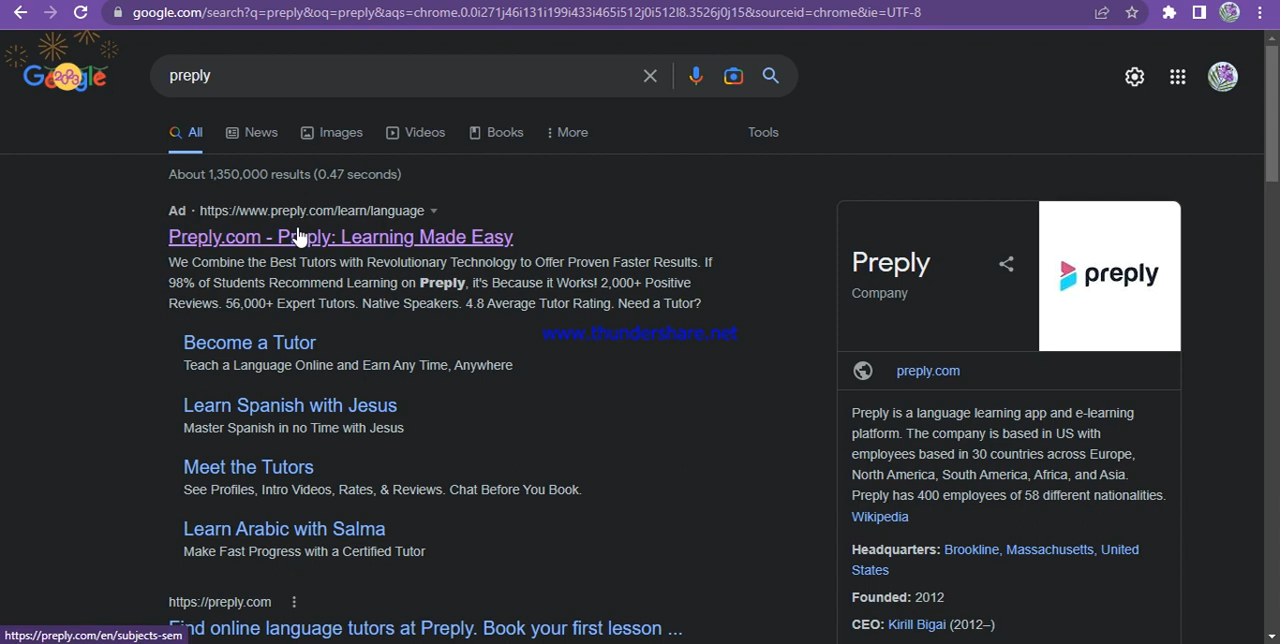 google.com/search?q=preply&oq=preply&aqs=chrome.0.0i271j46i131i199i433i465i512j0i512l8.3526j0j15&sourceid=chrome&ie=UTF-8
Google
2023
preply
All
News
Images
Videos
Books
More
Tools
About 1,350,000 results (0.47 seconds)
Ad · https://www.preply.com/learn/language
Preply.com - Preply: Learning Made Easy
We Combine the Best Tutors with Revolutionary Technology to Offer Proven Faster Results. If
98% of Students Recommend Learning on Preply, it's Because it Works! 2,000+ Positive
Reviews. 56,000+ Expert Tutors. Native Speakers. 4.8 Average Tutor Rating. Need a Tutor?
www.thundershare.net
Become a Tutor
Teach a Language Online and Earn Any Time, Anywhere
Learn Spanish with Jesus
Master Spanish in no Time with Jesus
Meet the Tutors
See Profiles, Intro Videos, Rates, & Reviews. Chat Before You Book.
Learn Arabic with Salma
Make Fast Progress with a Certified Tutor
https://preply.com
Find online language tutors at Preply. Book your first lesson ...
https://preply.com/en/subjects-sem
Preply
Company
preply
preply.com
Preply is a language learning app and e-learning
platform. The company is based in US with
employees based in 30 countries across Europe,
North America, South America, Africa, and Asia.
Preply has 400 employees of 58 different nationalities.
Wikipedia
Headquarters: Brookline, Massachusetts, United
States
Founded: 2012
CEO: Kirill Bigai (2012–)